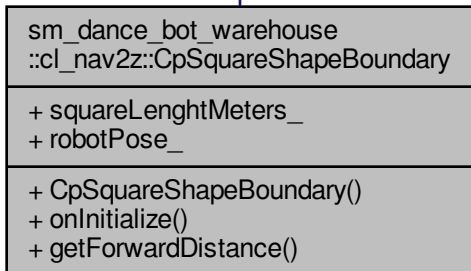 sm_dance_bot_warehouse
::cl_nav2z::CpSquareShapeBoundary
+ squareLenghtMeters_
+ robotPose_
+ CpSquareShapeBoundary()
+ onInitialize()
+ getForwardDistance()